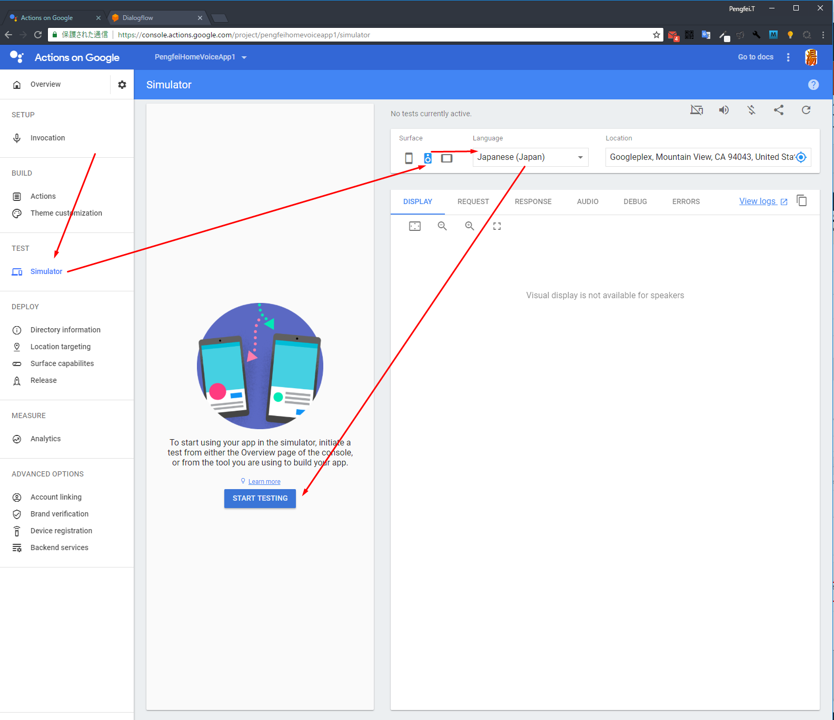 Pengfei.T
Actions on Google
Dialogflow
保護された通信
https://console.actions.google.com/project/pengfeihomevoiceapp1/simulator
4
Actions on Google
PengfeiHomeVoiceApp1
Go to docs
Overview
Simulator
SETUP
Invocation
BUILD
Actions
Theme customization
TEST
Simulator
DEPLOY
Directory information
Location targeting
Surface capabilites
Release
MEASURE
Analytics
ADVANCED OPTIONS
Account linking
Brand verification
Device registration
Backend services
To start using your app in the simulator, initiate a
test from either the Overview page of the console,
or from the tool you are using to build your app.
Learn more
START TESTING
No tests currently active.
Surface
Language
Location
Japanese (Japan)
Googleplex, Mountain View, CA 94043, United Sta
DISPLAY
REQUEST
RESPONSE
AUDIO
DEBUG
ERRORS
View logs
Visual display is not available for speakers